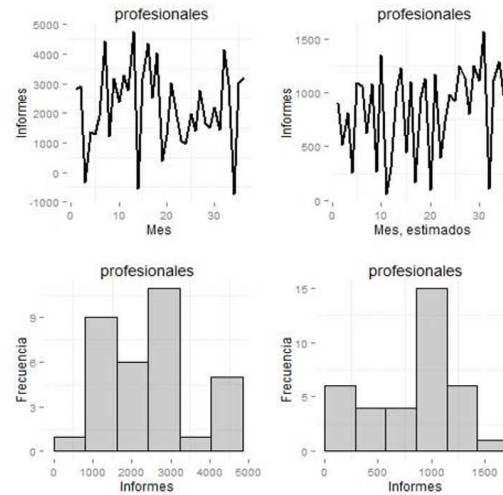 profesionales
Informes
5000
4000
3000
2000
1000
0
-1000
0 10 20 30
Mes
profesionales
Informes
1500
1000
500
0
0 10 20 30
Mes, estimados
profesionales
Frecuencia
9
6
3
0
0 1000 2000 3000 4000 5000
Informes
profesionales
Frecuencia
15
10
5
0
0 500 1000 1500
Informes